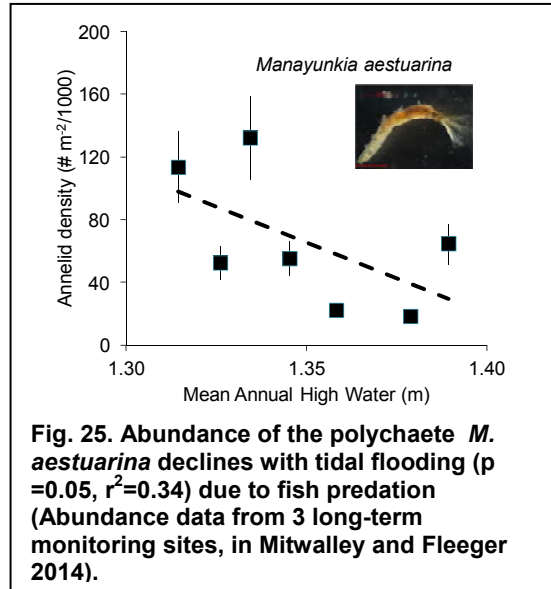 200
Manayunkia aestuarina
160
120
80
40
0
Annelid density (# m⁻²/1000)
1.30 1.35 1.40
Mean Annual High Water (m)
Fig. 25. Abundance of the polychaete M.
aestuarina declines with tidal flooding (p
=0.05, r²=0.34) due to fish predation
(Abundance data from 3 long-term
monitoring sites, in Mitwalley and Fleeger
2014).